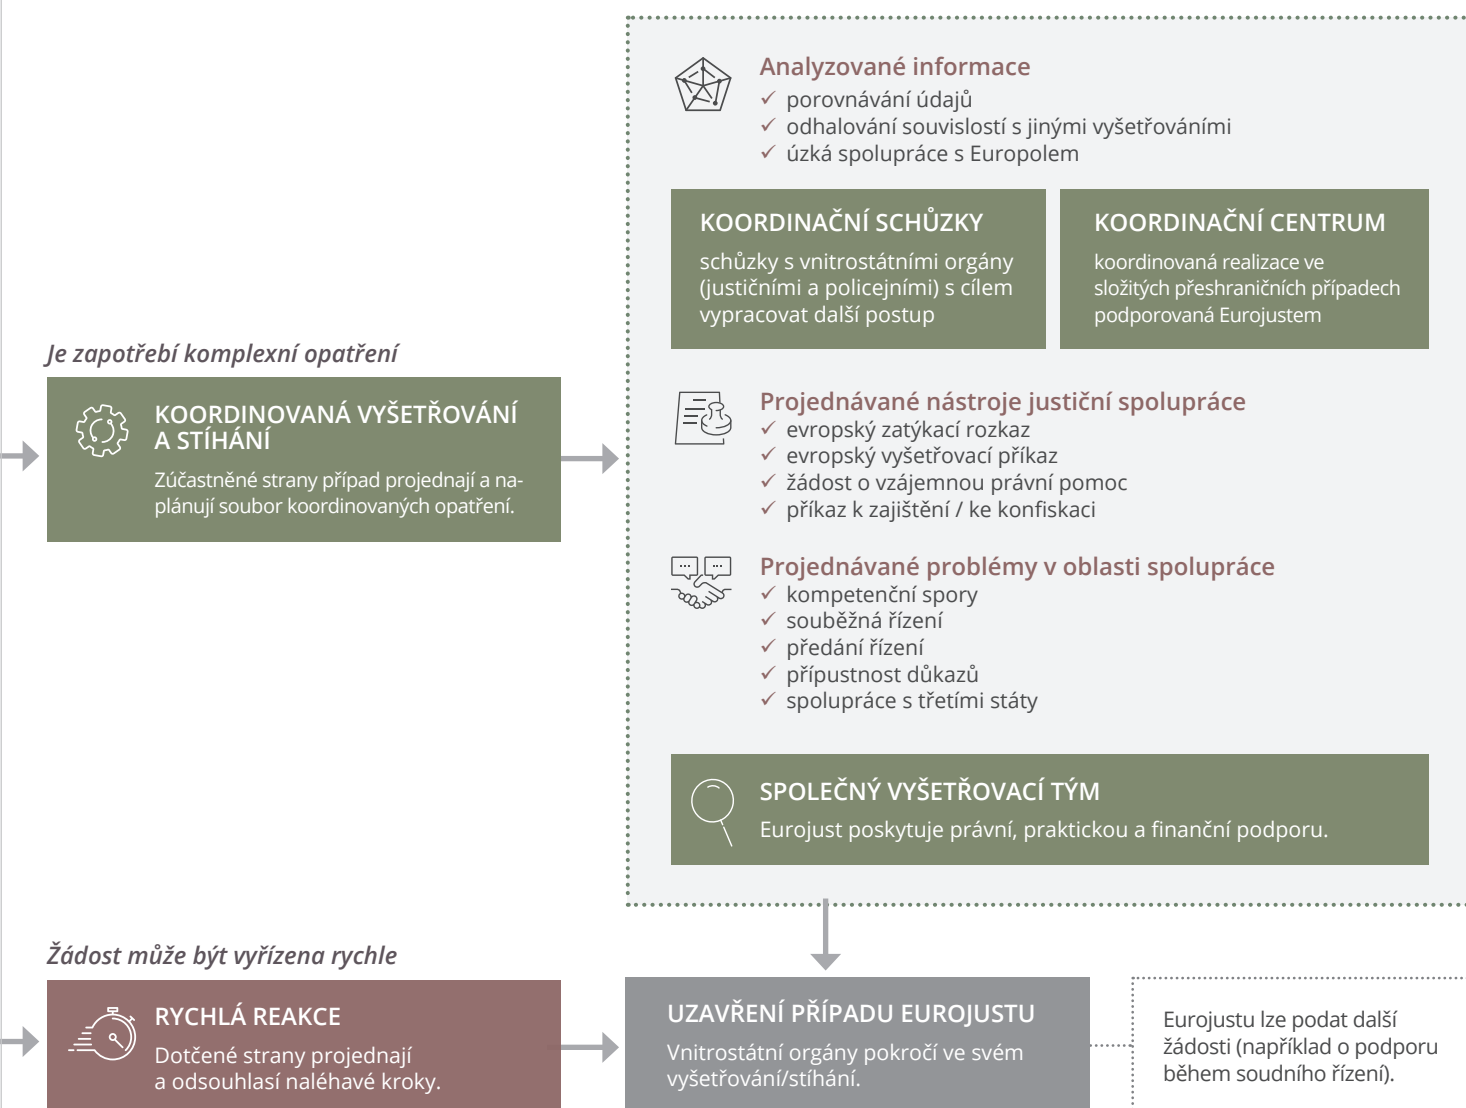 Analyzované informace
✓ porovnávání údajů
✓ odhalování souvislostí s jinými vyšetřováními
✓ úzká spolupráce s Europolem
KOORDINAČNÍ SCHŮZKY
schůzky s vnitrostátními orgány
(justičními a policejními) s cílem
vypracovat další postup
KOORDINAČNÍ CENTRUM
koordinovaná realizace ve
složitých přeshraničních případech
podporovaná Eurojustem
Je zapotřebí komplexní opatření
KOORDINOVANÁ VYŠETŘOVÁNÍ
A STÍHÁNÍ
Zúčastněné strany případ projednají a na-
plánují soubor koordinovaných opatření.
Projednávané nástroje justiční spolupráce
✓ evropský zatýkací rozkaz
✓ evropský vyšetřovací příkaz
✓ žádost o vzájemnou právní pomoc
✓ příkaz k zajištění / ke konfiskaci
Projednávané problémy v oblasti spolupráce
✓ kompetenční spory
✓ souběžná řízení
✓ předání řízení
✓ přípustnost důkazů
✓ spolupráce s třetími státy
SPOLEČNÝ VYŠETŘOVACÍ TÝM
Eurojust poskytuje právní, praktickou a finanční podporu.
Žádost může být vyřízena rychle
RYCHLÁ REAKCE
Dotčené strany projednají
a odsouhlasí naléhavé kroky.
UZAVŘENÍ PŘÍPADU EUROJUSTU
Vnitrostátní orgány pokročí ve svém
vyšetřování/stíhání.
Eurojustu lze podat další
žádosti (například o podporu
během soudního řízení).